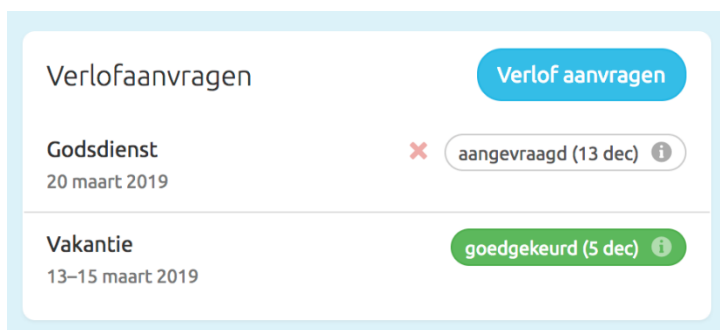 Verlofaanvragen
Verlof aanvragen
Godsdienst
aangevraagd (13 dec)
20 maart 2019
Vakantie
goedgekeurd (5 dec)
13–15 maart 2019